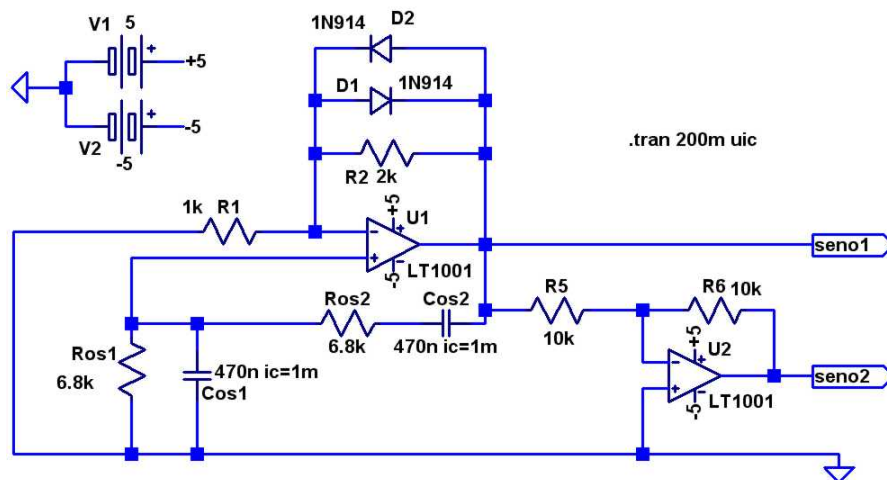 1N914 D2
V1 5
+5
D1 1N914
-5
V2
-5
.tran 200m uic
R2 2k
1k R1
+5
U1
-5
LT1001
seno1
Ros2
Cos2
R5
R6 10k
6.8k
470n ic=1m
10k
Ros1
6.8k
470n ic=1m
Cos1
+5
U2
-5
LT1001
seno2